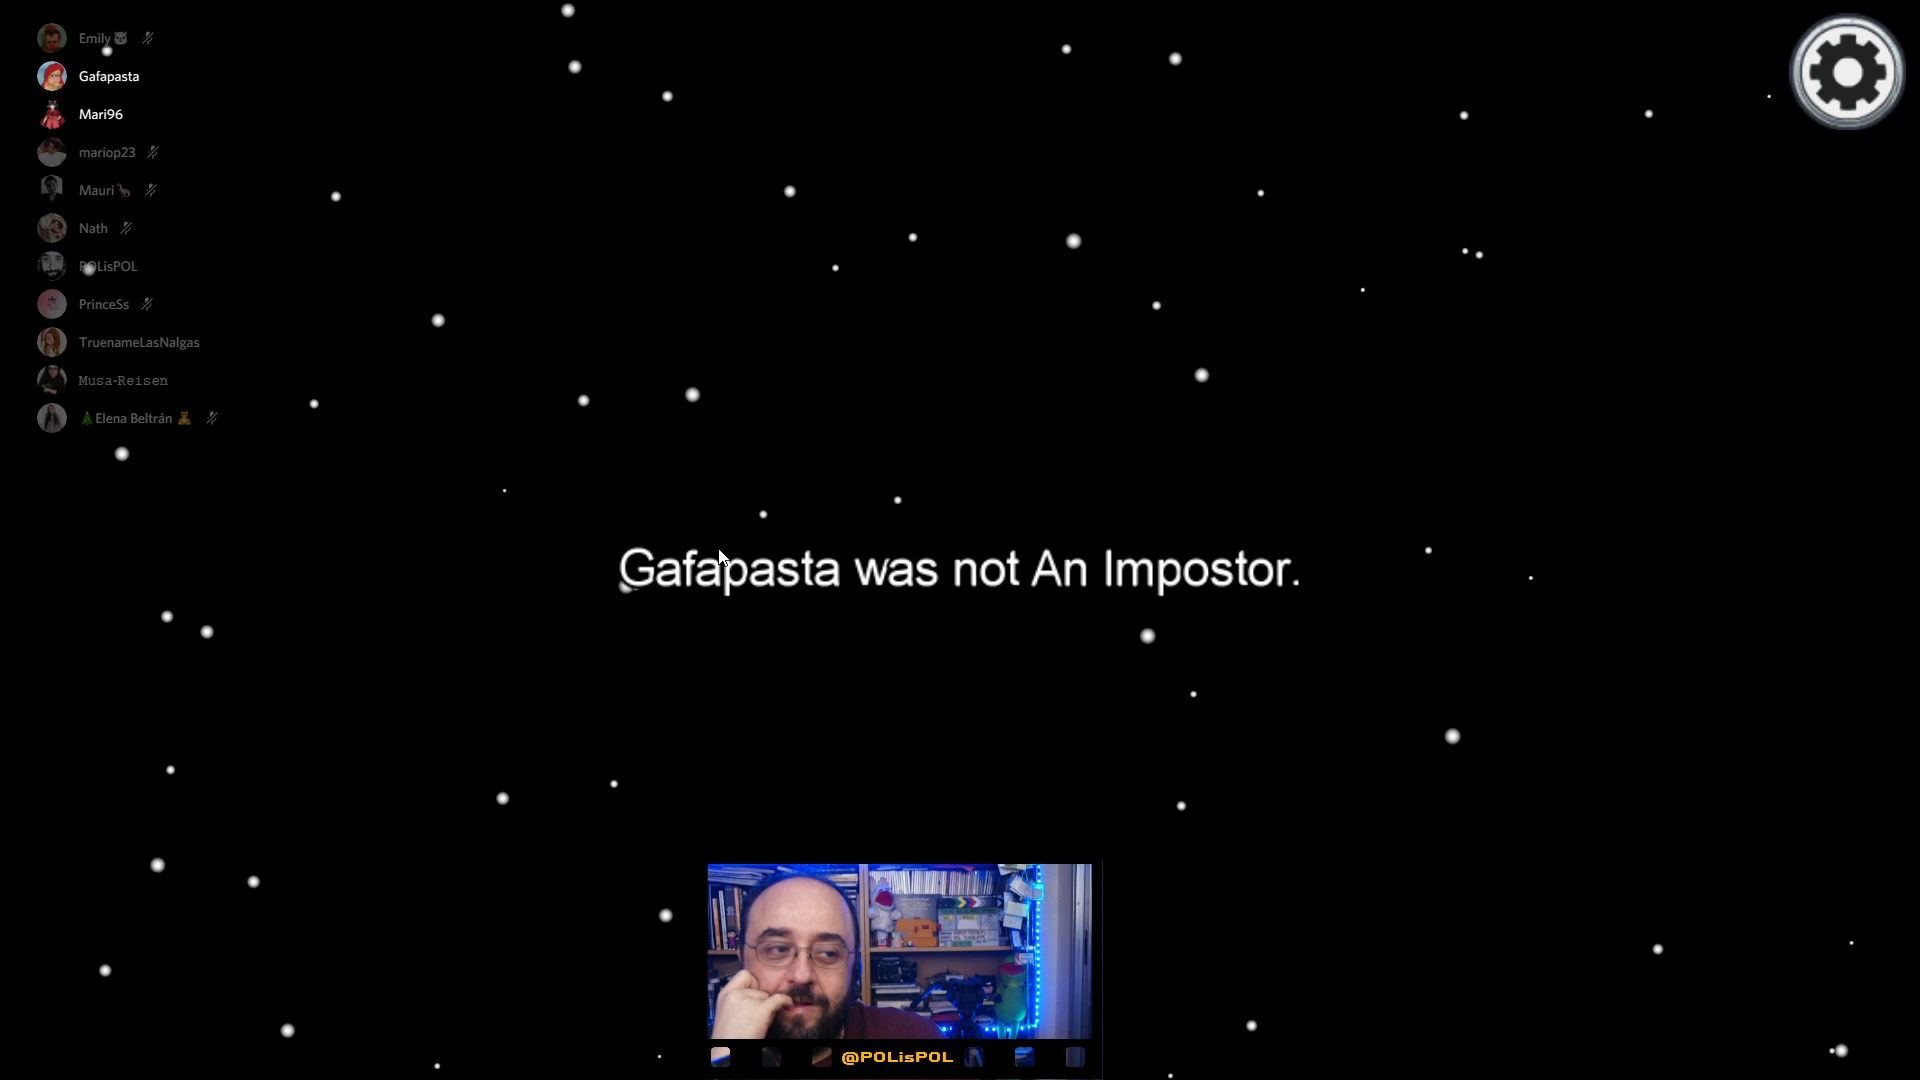 Emily
Gafapasta
Mari96
mariop23
Mauri
Nath
POLisPOL
PrinceSs
TruenameLasNalgas
Musa-Reisen
Elena Beltrán
Gafapasta was not An Impostor.
@POLisPOL